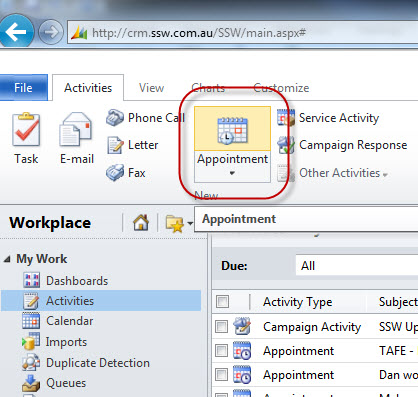 http://crm.ssw.com.au/SSW/main.aspx#
File Activities View Charts Customize
Task
E-mail
Phone Call
Letter
Fax
Appointment
Service Activity
Campaign Response
Other Activities
New
Appointment
Workplace
My Work
Dashboards
Activities
Calendar
Imports
Duplicate Detection
Queues
Due: All
Activity Type Subject
Campaign Activity SSW Up
Appointment TAFE -
Appointment Dan wo